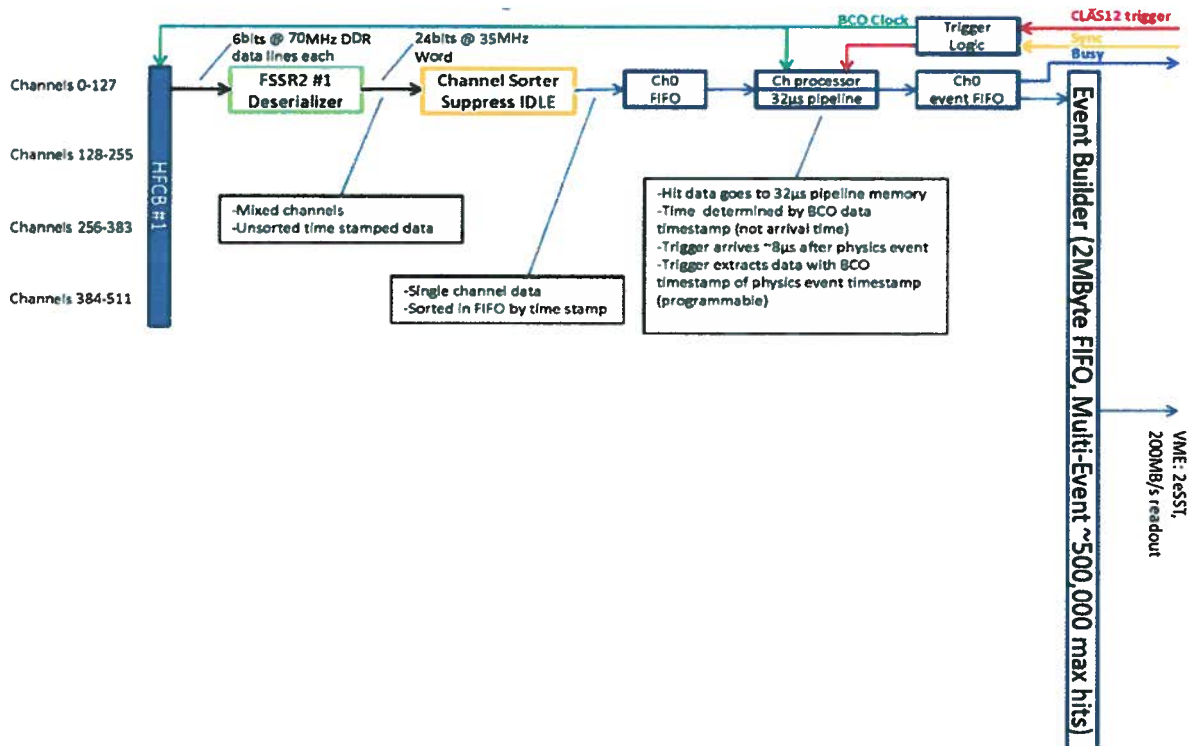 BCO Clock
Trigger
Logic
CLAS12 trigger
Sync
Busy
6bits @ 70MHz DDR
data lines each
24bits @ 35MHz
Word
Channels 0-127
FSSR2 #1
Deserializer
Channel Sorter
Suppress IDLE
Ch0
FIFO
Ch processor
32µs pipeline
Ch0
event FIFO
Channels 128-255
Channels 256-383
Channels 384-511
HFCB #1
-Mixed channels
-Unsorted time stamped data
-Single channel data
-Sorted in FIFO by time stamp
-Hit data goes to 32µs pipeline memory
-Time determined by BCO data
timestamp (not arrival time)
-Trigger arrives ~8µs after physics event
-Trigger extracts data with BCO
timestamp of physics event timestamp
(programmable)
Event Builder (2MByte FIFO, Multi-Event ~500,000 max hits)
VME: 2eSST,
200MB/s readout